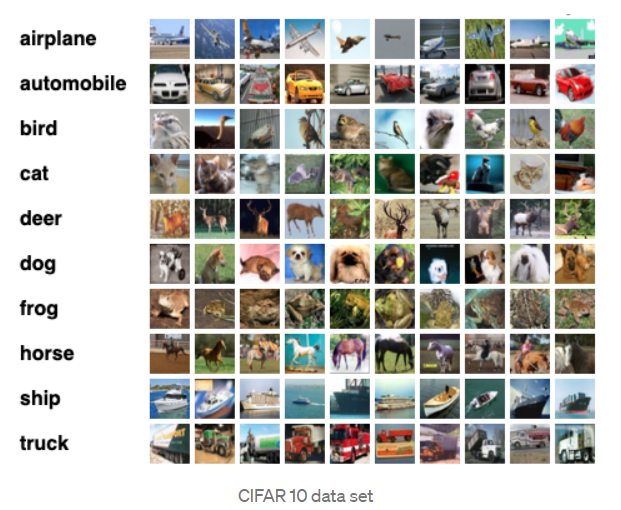 airplane
automobile
bird
cat
deer
dog
frog
horse
ship
truck
CIFAR 10 data set